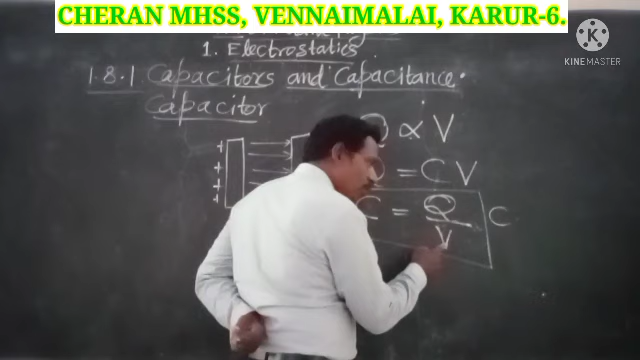 CHERAN MHSS, VENNAIMALAI, KARUR-6.
KINEMASTER
1. Electrostatics
1.8.1 Capacitors and Capacitance.
Capacitor
Q ∝ V
+ + + +
= CV
C = Q/V C